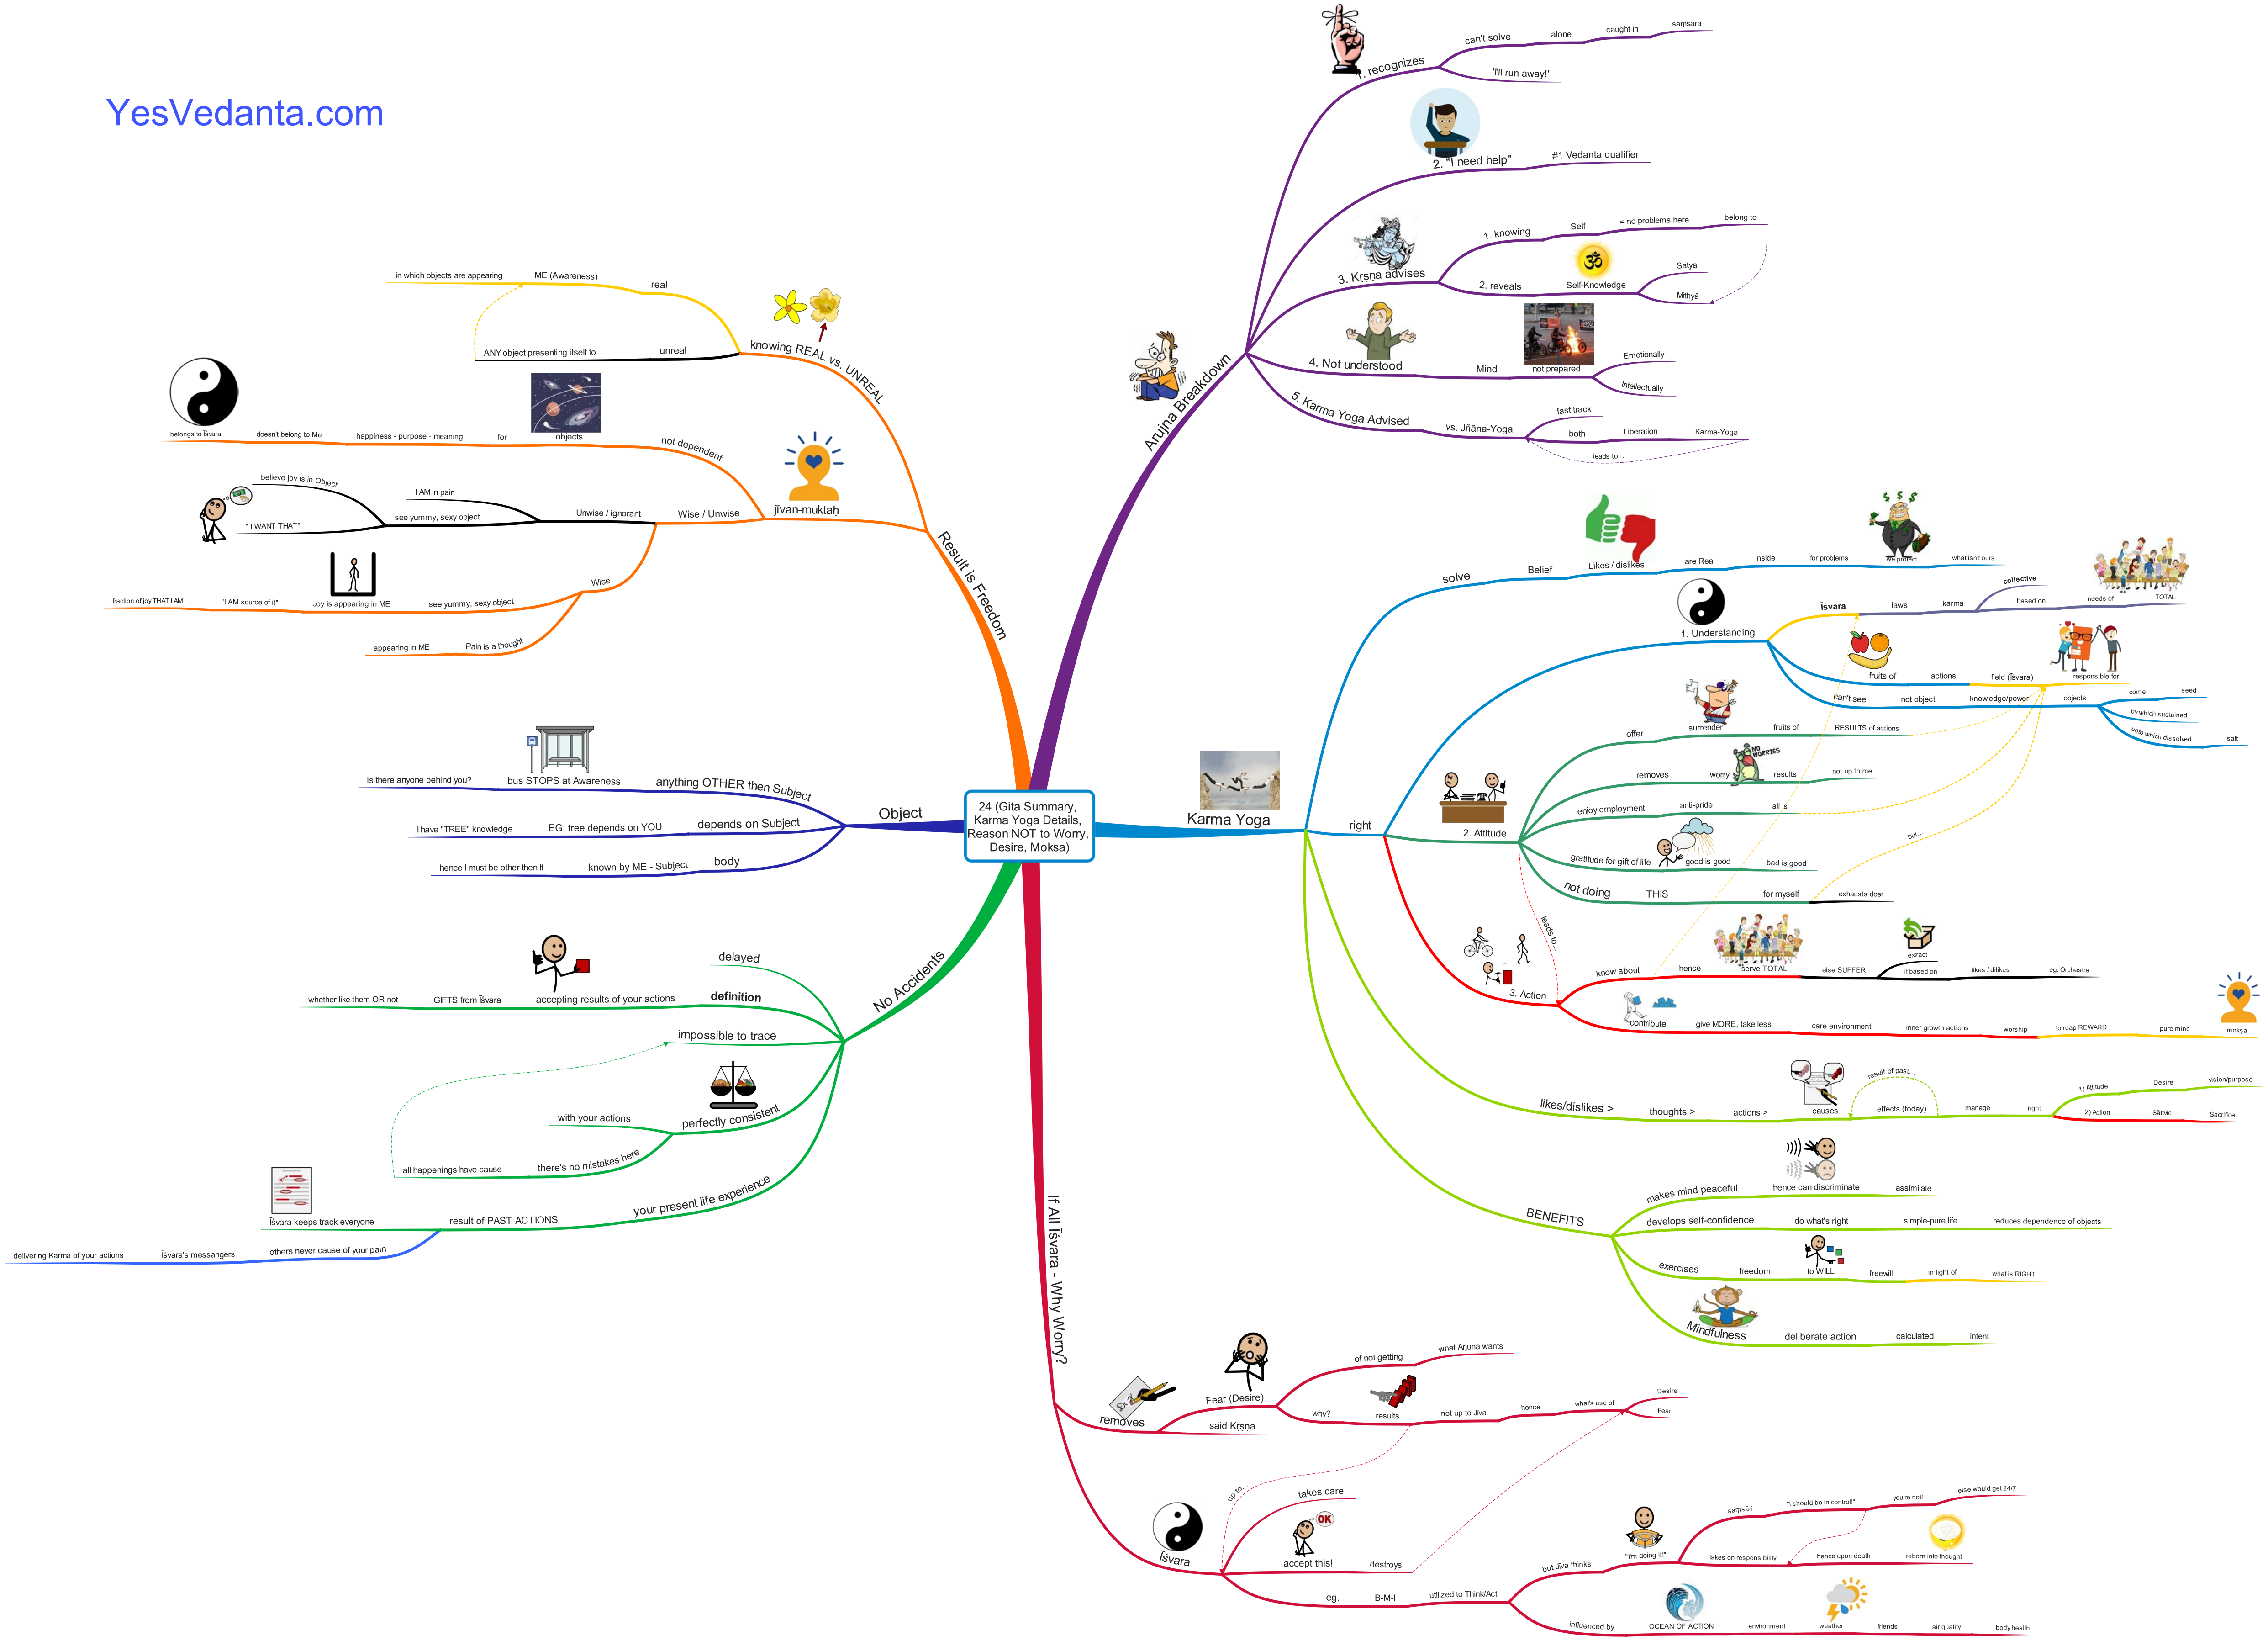 YesVedanta.com
24 (Gita Summary,
Karma Yoga Details,
Reason NOT to Worry,
Desire, Moksa)
Arujna Breakdown
1. recognizes
can't solve
alone
caught in
saṃsāra
'I'll run away!'
2. "I need help"
#1 Vedanta qualifier
3. Kṛṣṇa advises
1. knowing
Self
= no problems here
belong to
2. reveals
Self-Knowledge
Satya
Mithyā
4. Not understood
Mind
not prepared
Emotionally
Intellectually
5. Karma Yoga Advised
vs. Jñāna-Yoga
fast track
both
Liberation
Karma-Yoga
leads to...
Karma Yoga
solve
Belief
Likes / dislikes
are Real
inside
for problems
we protect
what isn't ours
right
1. Understanding
Īśvara
laws
karma
collective
based on
needs of
TOTAL
fruits of
actions
field (Īśvara)
responsible for
can't see
not object
knowledge/power
objects
come
seed
by which sustained
unto which dissolved
salt
2. Attitude
offer
surrender
fruits of
RESULTS of actions
removes
worry
NO WORRIES
results
not up to me
enjoy employment
anti-pride
all is
gratitude for gift of life
good is good
bad is good
not doing
THIS
for myself
exhausts doer
but...
leads to...
3. Action
know about
hence
serve TOTAL
else SUFFER
extract
if based on
likes / dilikes
eg. Orchestra
contribute
give MORE, take less
care environment
inner growth actions
worship
to reap REWARD
pure mind
mokṣa
likes/dislikes >
thoughts >
actions >
causes
effects (today)
result of past...
manage
right
1.) Attitude
Desire
vision/purpose
2) Action
Sāttvic
Sacrifice
BENEFITS
makes mind peaceful
hence can discriminate
assimilate
develops self-confidence
do what's right
simple-pure life
reduces dependence of objects
exercises
freedom
to WILL
freewill
in light of
what is RIGHT
Mindfulness
deliberate action
calculated
intent
If All Īśvara - Why Worry?
removes
Fear (Desire)
of not getting
what Arjuna wants
why?
results
not up to Jīva
hence
what's use of
Desire
Fear
said Kṛṣṇa
Īśvara
up to...
takes care
OK
accept this!
destroys
eg.
B-M-I
utilized to Think/Act
but Jīva thinks
"I'm doing it!"
saṃsāri
"i should be in control!"
you're not!
else would get 24/7
takes on responsibility
hence upon death
reborn into thought
influenced by
OCEAN OF ACTION
environment
weather
friends
air quality
body health
No Accidents
delayed
definition
accepting results of your actions
GIFTS from Īśvara
whether like them OR not
impossible to trace
perfectly consistent
with your actions
there's no mistakes here
all happenings have cause
your present life experience
result of PAST ACTIONS
Īśvara keeps track everyone
others never cause of your pain
Īśvara's messangers
delivering Karma of your actions
Object
anything OTHER then Subject
bus STOPS at Awareness
is there anyone behind you?
depends on Subject
EG: tree depends on YOU
I have "TREE" knowledge
body
known by ME - Subject
hence I must be other then It
Result is Freedom
knowing REAL vs. UNREAL
real
ME (Awareness)
in which objects are appearing
unreal
ANY object presenting itself to
jīvan-muktaḥ
not dependent
objects
for
happiness - purpose - meaning
doesn't belong to Me
belongs to Īśvara
Wise / Unwise
Unwise / ignorant
I AM in pain
see yummy, sexy object
believe joy is in Object
" I WANT THAT"
Wise
see yummy, sexy object
Joy is appearing in ME
"I AM source of it"
fraction of joy THAT I AM
Pain is a thought
appearing in ME